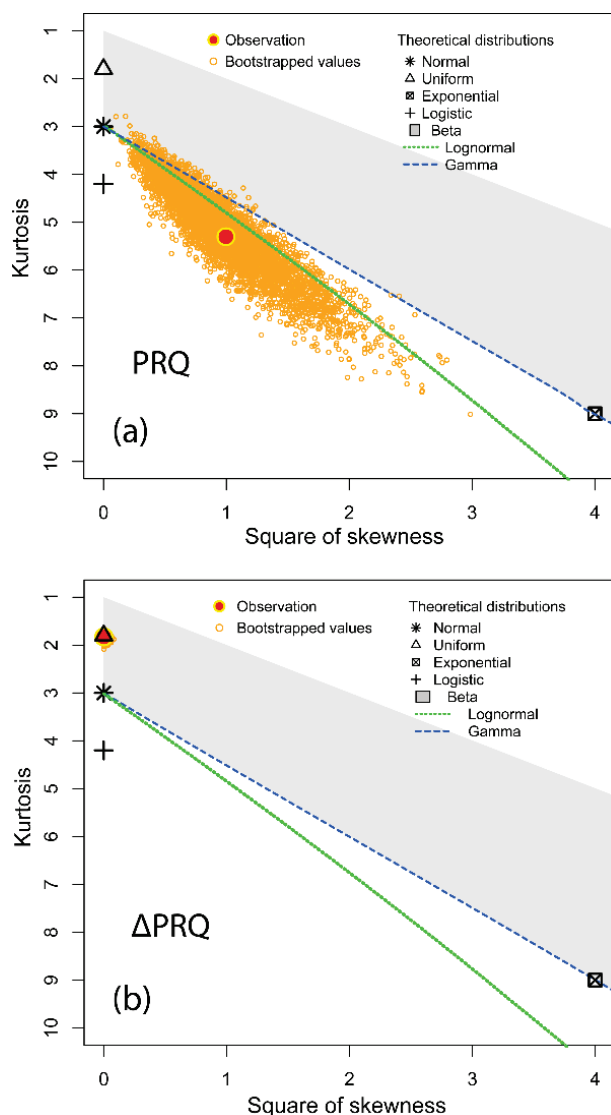 Observation
Bootstrapped values
Theoretical distributions
Normal
Uniform
Exponential
Logistic
Beta
Lognormal
Gamma
1
2
3
4
5
6
7
8
9
10
Kurtosis
PRQ
(a)
0 1 2 3 4
Square of skewness
Observation
Bootstrapped values
Theoretical distributions
Normal
Uniform
Exponential
Logistic
Beta
Lognormal
Gamma
1
2
3
4
5
6
7
8
9
10
Kurtosis
ΔPRQ
(b)
0 1 2 3 4
Square of skewness